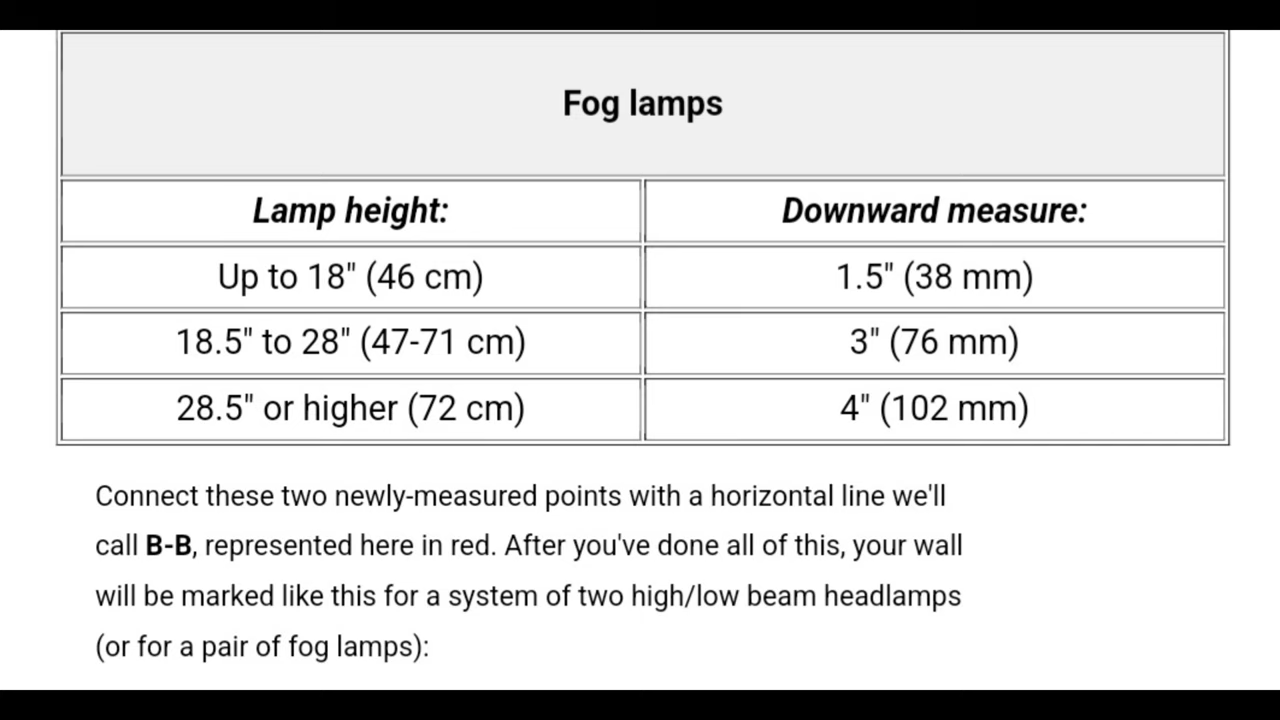 Fog lamps
Lamp height: Downward measure:
Up to 18" (46 cm) 1.5" (38 mm)
18.5" to 28" (47-71 cm) 3" (76 mm)
28.5" or higher (72 cm) 4" (102 mm)
Connect these two newly-measured points with a horizontal line we'll
call B-B, represented here in red. After you've done all of this, your wall
will be marked like this for a system of two high/low beam headlamps
(or for a pair of fog lamps):